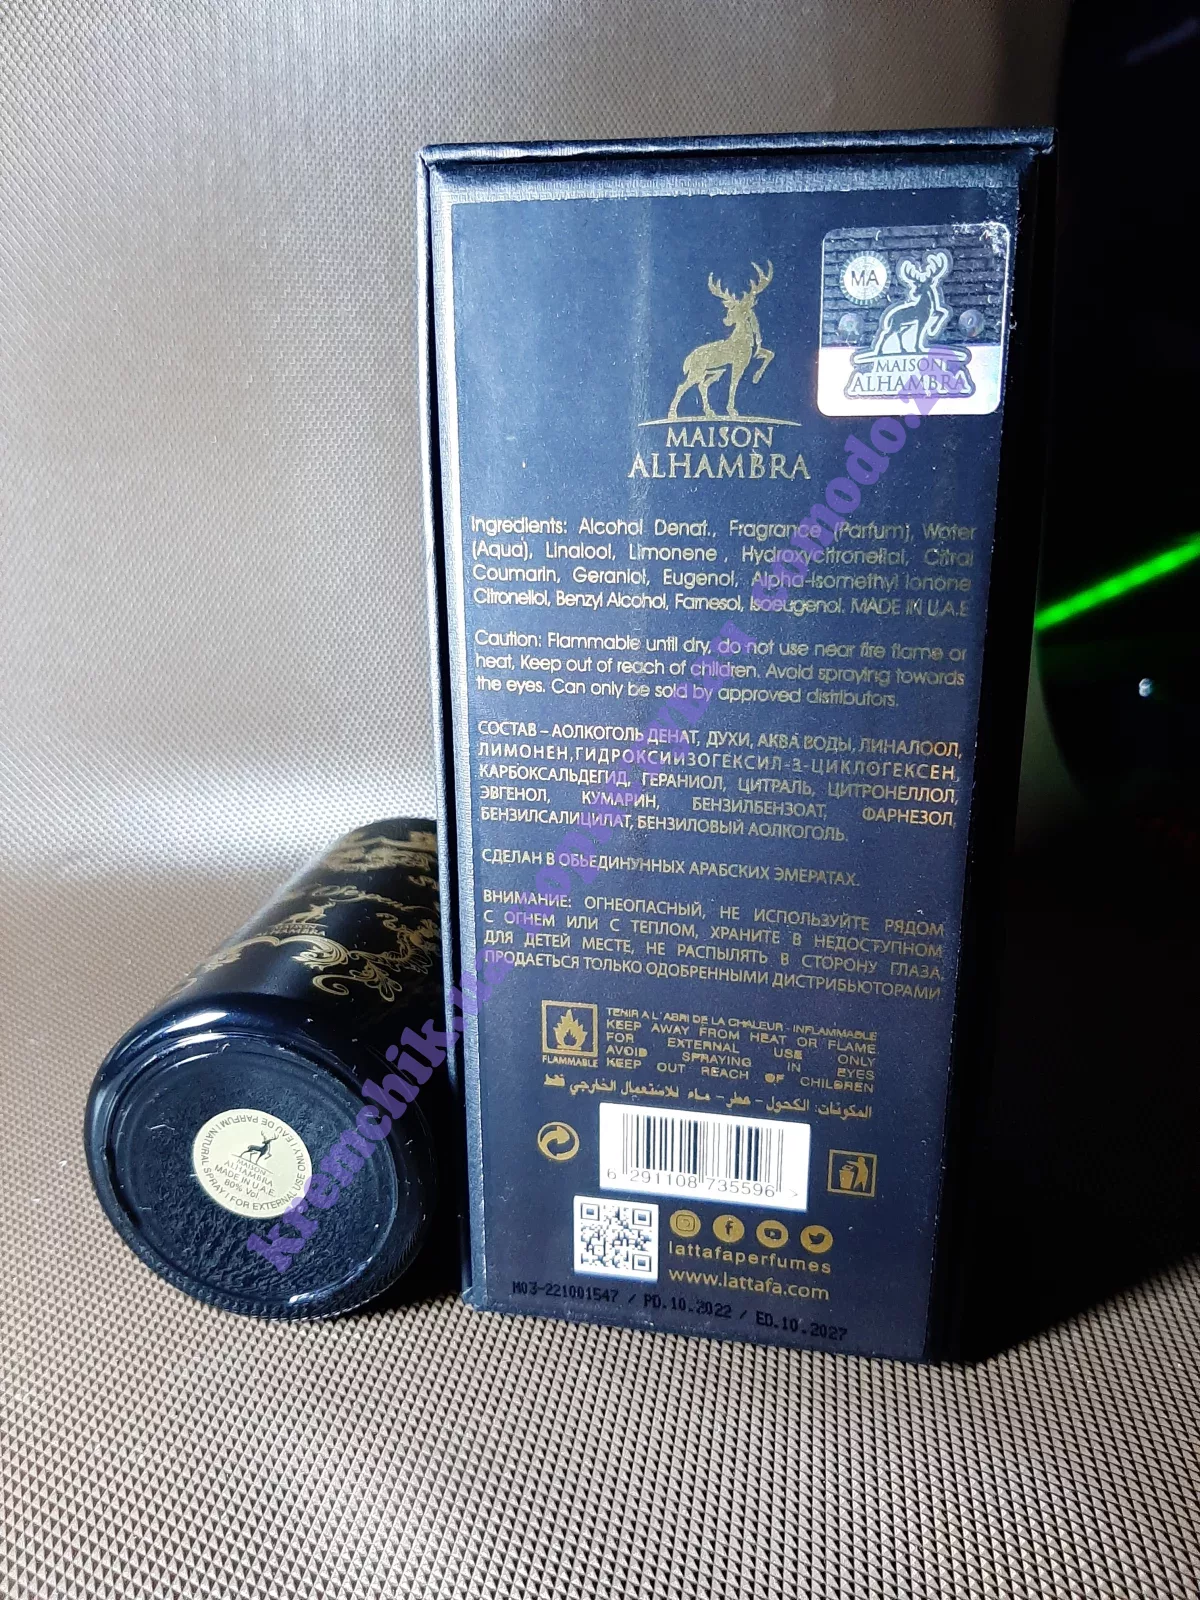 MA
MAISON
ALHAMBRA
MAISON
ALHAMBRA
Ingredients: Alcohol Denat., Fragrance (Parfum), Water
(Aqua), Linalool, Limonene , Hydroxycitronellal, Citral
Coumarin, Geraniol, Eugenol, Alpha-Isomethyl Ionone
Citronellol, Benzyl Alcohol, Farnesol, Isoeugenol. MADE IN U.A.E
Caution: Flammable until dry, do not use near fire flame or
heat, Keep out of reach of children. Avoid spraying towards
the eyes. Can only be sold by approved distributors.
СОСТАВ – АОЛКОГОЛЬ ДЕНАТ, ДУХИ, АКВА ВОДЫ, ЛИНАЛООЛ,
ЛИМОНЕН,ГИДРОКСИИЗОГЕКСИЛ-3-ЦИКЛОГЕКСЕН,
КАРБОКСАЛЬДЕГИД, ГЕРАНИОЛ, ЦИТРАЛЬ, ЦИТРОНЕЛЛОЛ,
ЭВГЕНОЛ, КУМАРИН, БЕНЗИЛБЕНЗОАТ, ФАРНЕЗОЛ,
БЕНЗИЛСАЛИЦИЛАТ, БЕНЗИЛОВЫЙ АОЛКОГОЛЬ.
СДЕЛАН В ОБЬЕДИНУННЫХ АРАБСКИХ ЭМЕРАТАХ.
ВНИМАНИЕ: ОГНЕОПАСНЫЙ, НЕ ИСПОЛЬЗУЙТЕ РЯДОМ
С ОГНЕМ ИЛИ С ТЕПЛОМ, ХРАНИТЕ В НЕДОСТУПНОМ
ДЛЯ ДЕТЕЙ МЕСТЕ, НЕ РАСПЫЛЯТЬ В СТОРОНУ ГЛАЗА,
ПРОДАЕТЬСЯ ТОЛЬКО ОДОБРЕННЫМИ ДИСТРИБЬЮТОРАМИ
TENIR A L'ABRI DE LA CHALEUR - INFLAMMABLE
KEEP AWAY FROM HEAT OR FLAME.
FOR EXTERNAL USE ONLY
AVOID SPRAYING IN EYES
KEEP OUT REACH OF CHILDREN
FLAMMABLE
المكونات: الكحول - عطر - ماء للاستعمال الخارجي فقط
6 291108 735596 >
lattafaperfumes
www.lattafa.com
M03-221001547 / PD.10.2022 / ED.10.2027
MAISON
ALHAMBRA
EAU DE PARFUM / NATURAL SPRAY / FOR EXTERNAL USE ONLY /
MAISON
ALHAMBRA
MADE IN U.A.E.
80% Vol